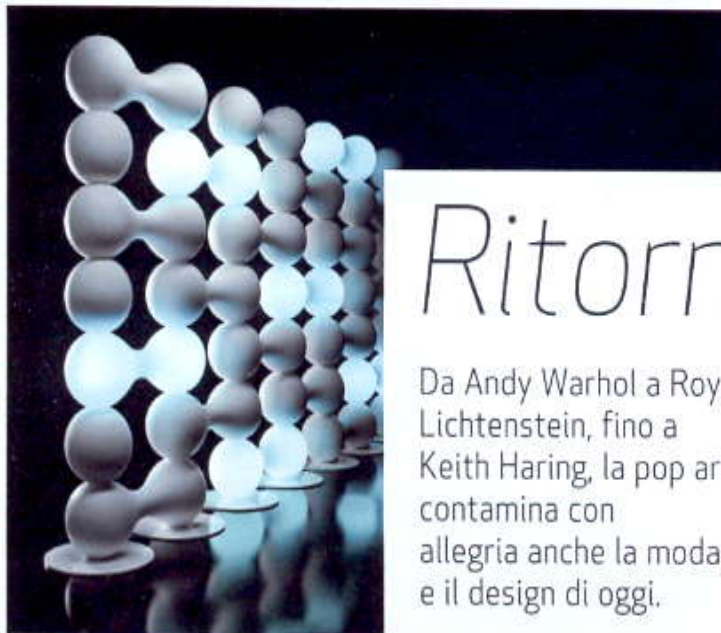 Ritorn
Da Andy Warhol a Roy
Lichtenstein, fino a
Keith Haring, la pop ar
contamina con
allegria anche la moda
e il design di oggi.